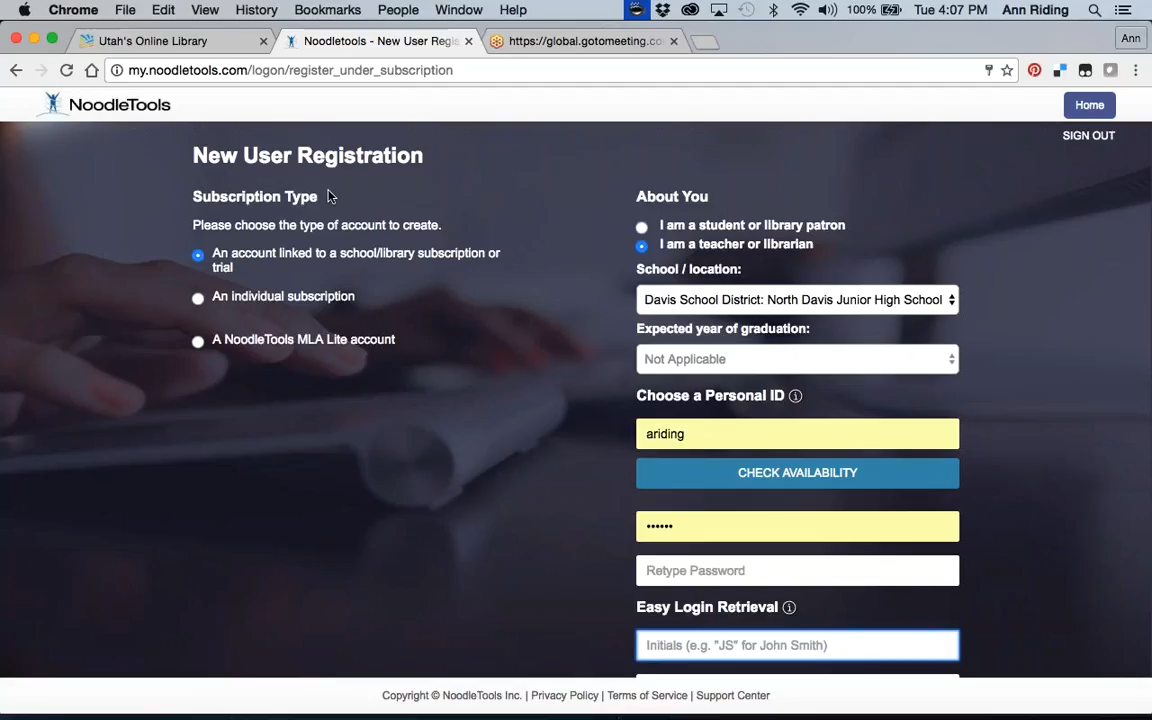 Chrome File Edit View History Bookmarks People Window Help 100% Tue 4:07 PM Ann Riding
Utah's Online Library
Noodletools - New User Regis
https://global.gotomeeting.co
Ann
my.noodletools.com/logon/register_under_subscription
NoodleTools
Home
SIGN OUT
New User Registration
Subscription Type
Please choose the type of account to create.
An account linked to a school/library subscription or
trial
An individual subscription
A NoodleTools MLA Lite account
About You
I am a student or library patron
I am a teacher or librarian
School / location:
Davis School District: North Davis Junior High School
Expected year of graduation:
Not Applicable
Choose a Personal ID
ariding
CHECK AVAILABILITY
••••••
Retype Password
Easy Login Retrieval
Initials (e.g. "JS" for John Smith)
Copyright © NoodleTools Inc. | Privacy Policy | Terms of Service | Support Center